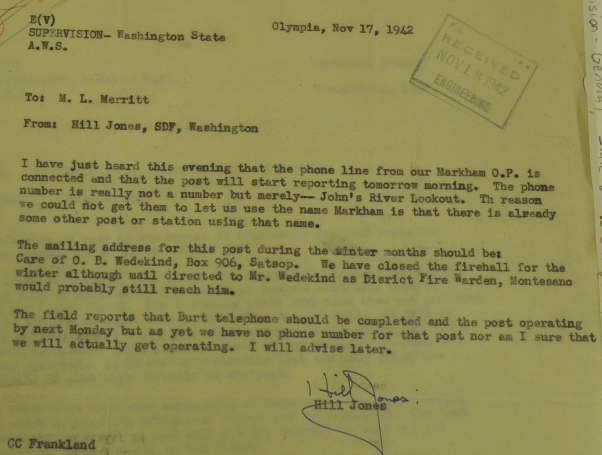 E(V)
SUPERVISION- Washington State
A.W.S.
Olympia, Nov 17, 1942
RECEIVED
NOV 18 1942
ENGINEERING
To: M. L. Merritt
From: Hill Jones, SDF, Washington
I have just heard this evening that the phone line from our Markham O.P. is
connected and that the post will start reporting tomorrow morning. The phone
number is really not a number but merely-- John's River Lookout. Th reason
we could not get them to let us use the name Markham is that there is already
some other post or station using that name.
The mailing address for this post during the winter months should be:
Care of O. B. Wedekind, Box 906, Satsop. We have closed the firehall for the
winter although mail directed to Mr. Wedekind as Disrict Fire Warden, Montesano
would probably still reach him.
The field reports that Burt telephone should be completed and the post operating
by next Monday but as yet we have no phone number for that post nor am I sure that
we will actually get operating. I will advise later.
Hill Jones
Hill Jones
CC Frankland